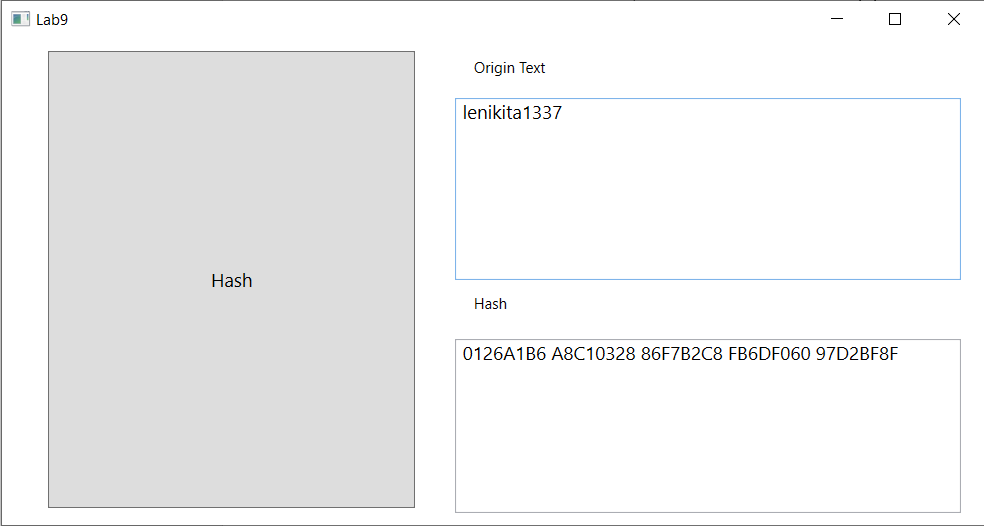 Lab9
Hash
Origin Text
lenikita1337
Hash
0126A1B6 A8C10328 86F7B2C8 FB6DF060 97D2BF8F